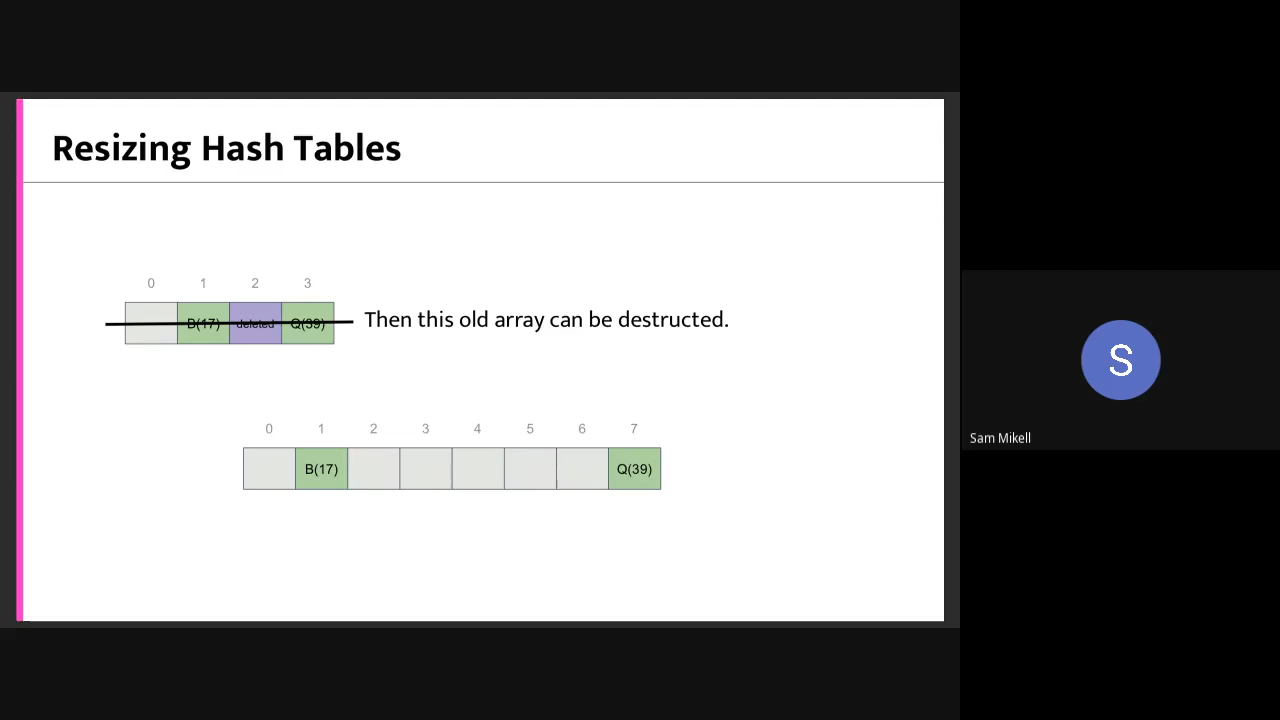 Resizing Hash Tables
0 1 2 3
B(17) deleted Q(39)
Then this old array can be destructed.
0 1 2 3 4 5 6 7
B(17) Q(39)
S
Sam Mikell